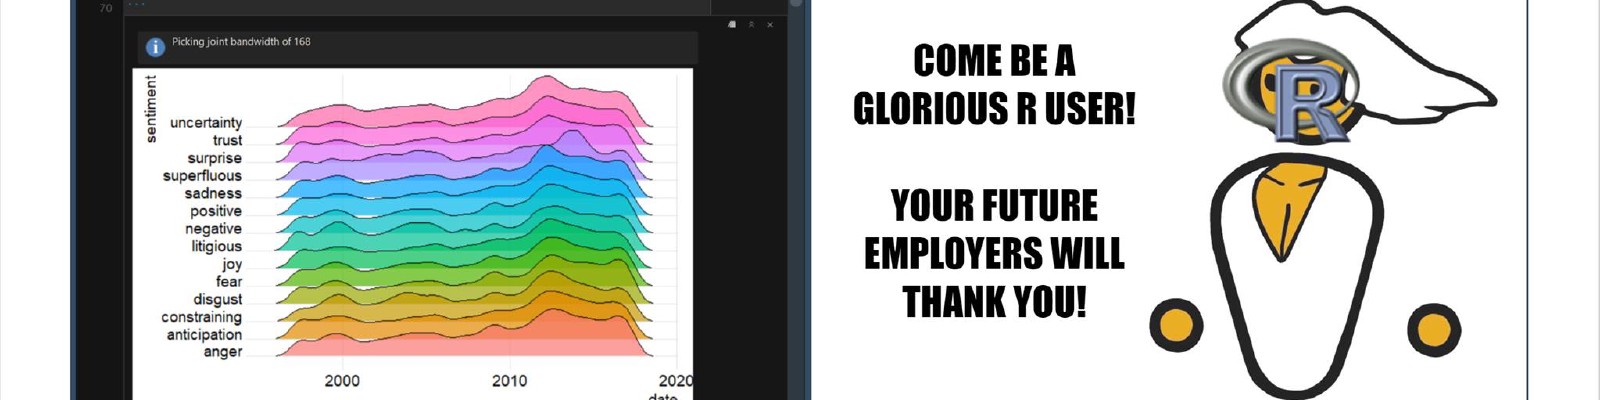 70
Picking joint bandwidth of 168
sentiment
uncertainty
trust
surprise
superfluous
sadness
positive
negative
litigious
joy
fear
disgust
constraining
anticipation
anger
2000
2010
2020
date
COME BE A
GLORIOUS R USER!
R
YOUR FUTURE
EMPLOYERS WILL
THANK YOU!